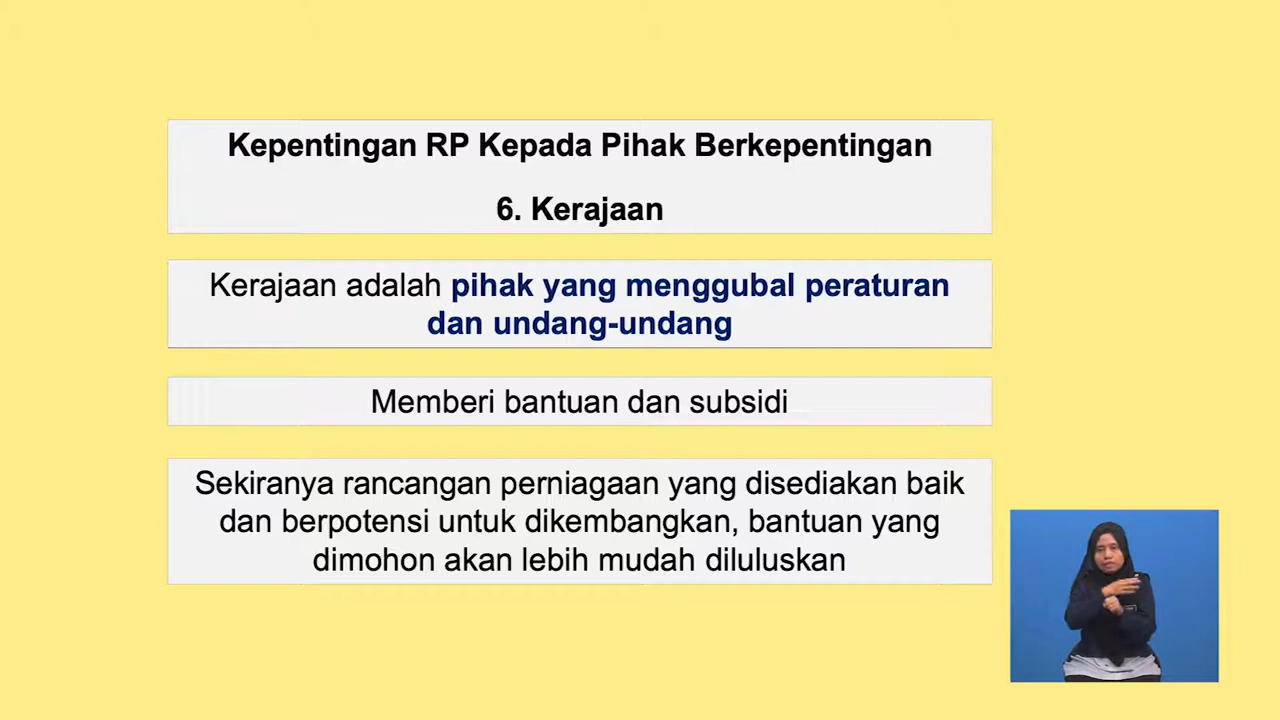 Kepentingan RP Kepada Pihak Berkepentingan
6. Kerajaan
Kerajaan adalah pihak yang menggubal peraturan
dan undang-undang
Memberi bantuan dan subsidi
Sekiranya rancangan perniagaan yang disediakan baik
dan berpotensi untuk dikembangkan, bantuan yang
dimohon akan lebih mudah diluluskan